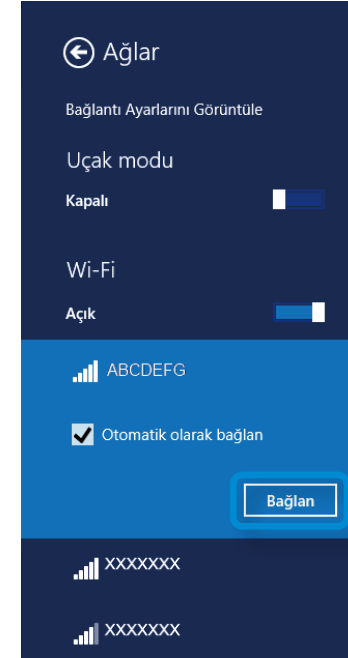 Ağlar
Bağlantı Ayarlarını Görüntüle
Uçak modu
Kapalı
Wi-Fi
Açık
ABCDEFG
Otomatik olarak bağlan
Bağlan
XXXXXXX
XXXXXXX